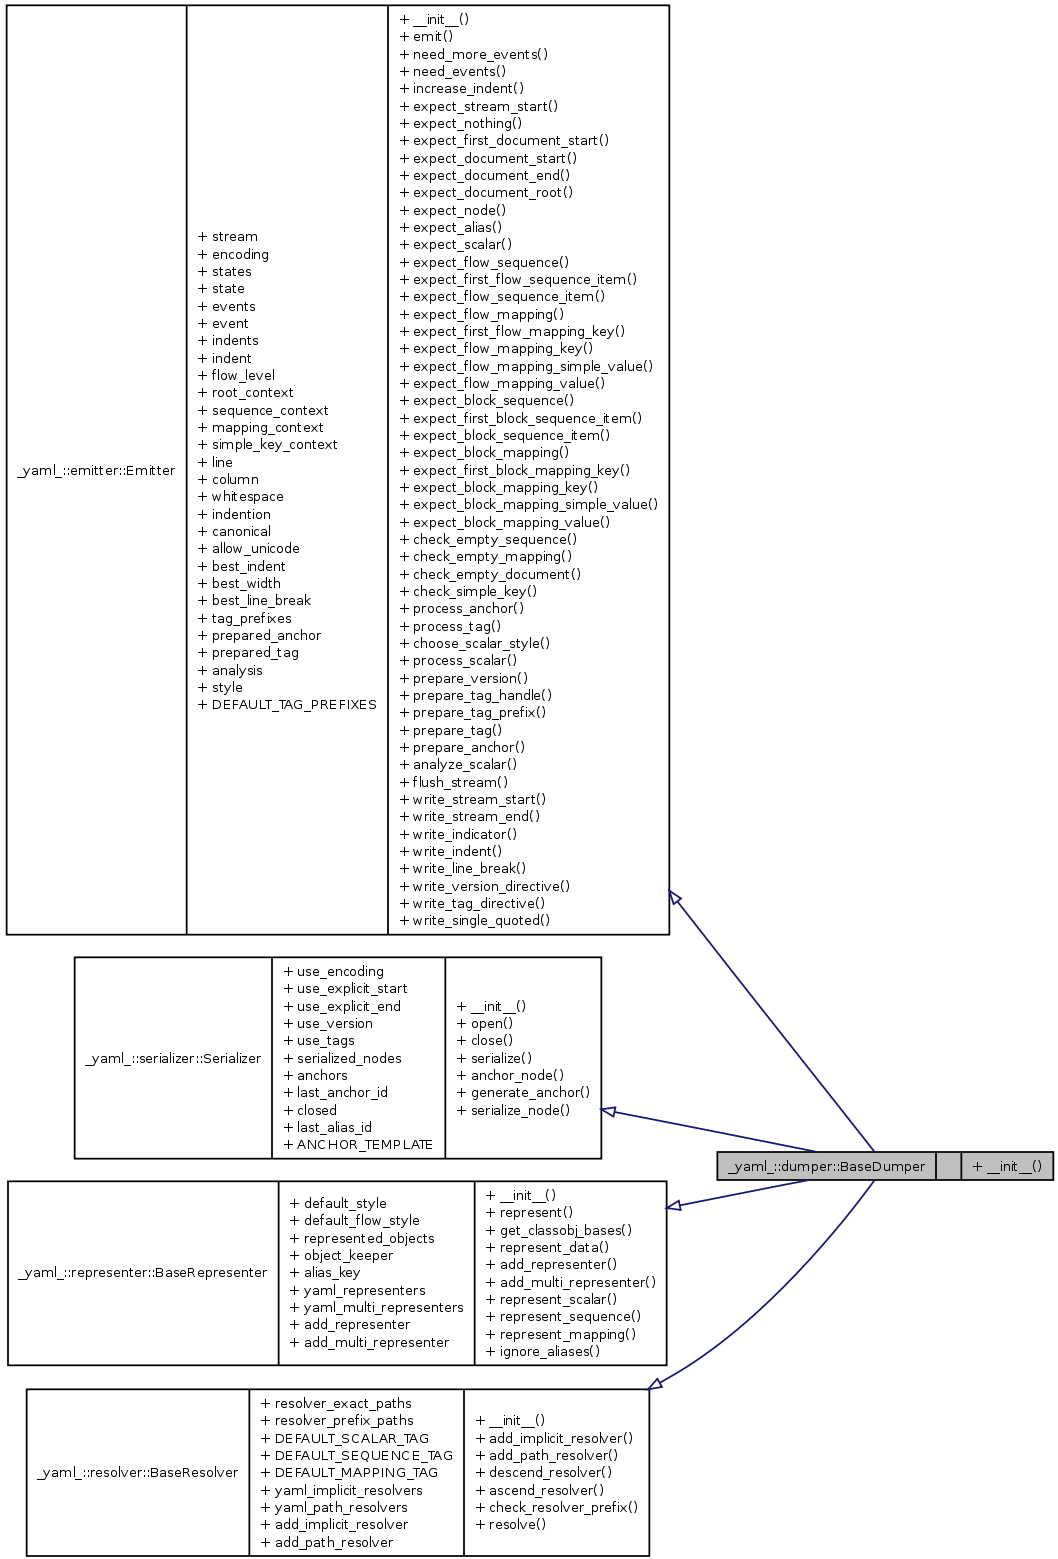 _yaml_::emitter::Emitter
+ stream
+ encoding
+ states
+ state
+ events
+ event
+ indents
+ indent
+ flow_level
+ root_context
+ sequence_context
+ mapping_context
+ simple_key_context
+ line
+ column
+ whitespace
+ indention
+ canonical
+ allow_unicode
+ best_indent
+ best_width
+ best_line_break
+ tag_prefixes
+ prepared_anchor
+ prepared_tag
+ analysis
+ style
+ DEFAULT_TAG_PREFIXES
+ __init__()
+ emit()
+ need_more_events()
+ need_events()
+ increase_indent()
+ expect_stream_start()
+ expect_nothing()
+ expect_first_document_start()
+ expect_document_start()
+ expect_document_end()
+ expect_document_root()
+ expect_node()
+ expect_alias()
+ expect_scalar()
+ expect_flow_sequence()
+ expect_first_flow_sequence_item()
+ expect_flow_sequence_item()
+ expect_flow_mapping()
+ expect_first_flow_mapping_key()
+ expect_flow_mapping_key()
+ expect_flow_mapping_simple_value()
+ expect_flow_mapping_value()
+ expect_block_sequence()
+ expect_first_block_sequence_item()
+ expect_block_sequence_item()
+ expect_block_mapping()
+ expect_first_block_mapping_key()
+ expect_block_mapping_key()
+ expect_block_mapping_simple_value()
+ expect_block_mapping_value()
+ check_empty_sequence()
+ check_empty_mapping()
+ check_empty_document()
+ check_simple_key()
+ process_anchor()
+ process_tag()
+ choose_scalar_style()
+ process_scalar()
+ prepare_version()
+ prepare_tag_handle()
+ prepare_tag_prefix()
+ prepare_tag()
+ prepare_anchor()
+ analyze_scalar()
+ flush_stream()
+ write_stream_start()
+ write_stream_end()
+ write_indicator()
+ write_indent()
+ write_line_break()
+ write_version_directive()
+ write_tag_directive()
+ write_single_quoted()
_yaml_::serializer::Serializer
+ use_encoding
+ use_explicit_start
+ use_explicit_end
+ use_version
+ use_tags
+ serialized_nodes
+ anchors
+ last_anchor_id
+ closed
+ last_alias_id
+ ANCHOR_TEMPLATE
+ __init__()
+ open()
+ close()
+ serialize()
+ anchor_node()
+ generate_anchor()
+ serialize_node()
_yaml_::dumper::BaseDumper
+ __init__()
_yaml_::representer::BaseRepresenter
+ default_style
+ default_flow_style
+ represented_objects
+ object_keeper
+ alias_key
+ yaml_representers
+ yaml_multi_representers
+ add_representer
+ add_multi_representer
+ __init__()
+ represent()
+ get_classobj_bases()
+ represent_data()
+ add_representer()
+ add_multi_representer()
+ represent_scalar()
+ represent_sequence()
+ represent_mapping()
+ ignore_aliases()
_yaml_::resolver::BaseResolver
+ resolver_exact_paths
+ resolver_prefix_paths
+ DEFAULT_SCALAR_TAG
+ DEFAULT_SEQUENCE_TAG
+ DEFAULT_MAPPING_TAG
+ yaml_implicit_resolvers
+ yaml_path_resolvers
+ add_implicit_resolver
+ add_path_resolver
+ __init__()
+ add_implicit_resolver()
+ add_path_resolver()
+ descend_resolver()
+ ascend_resolver()
+ check_resolver_prefix()
+ resolve()